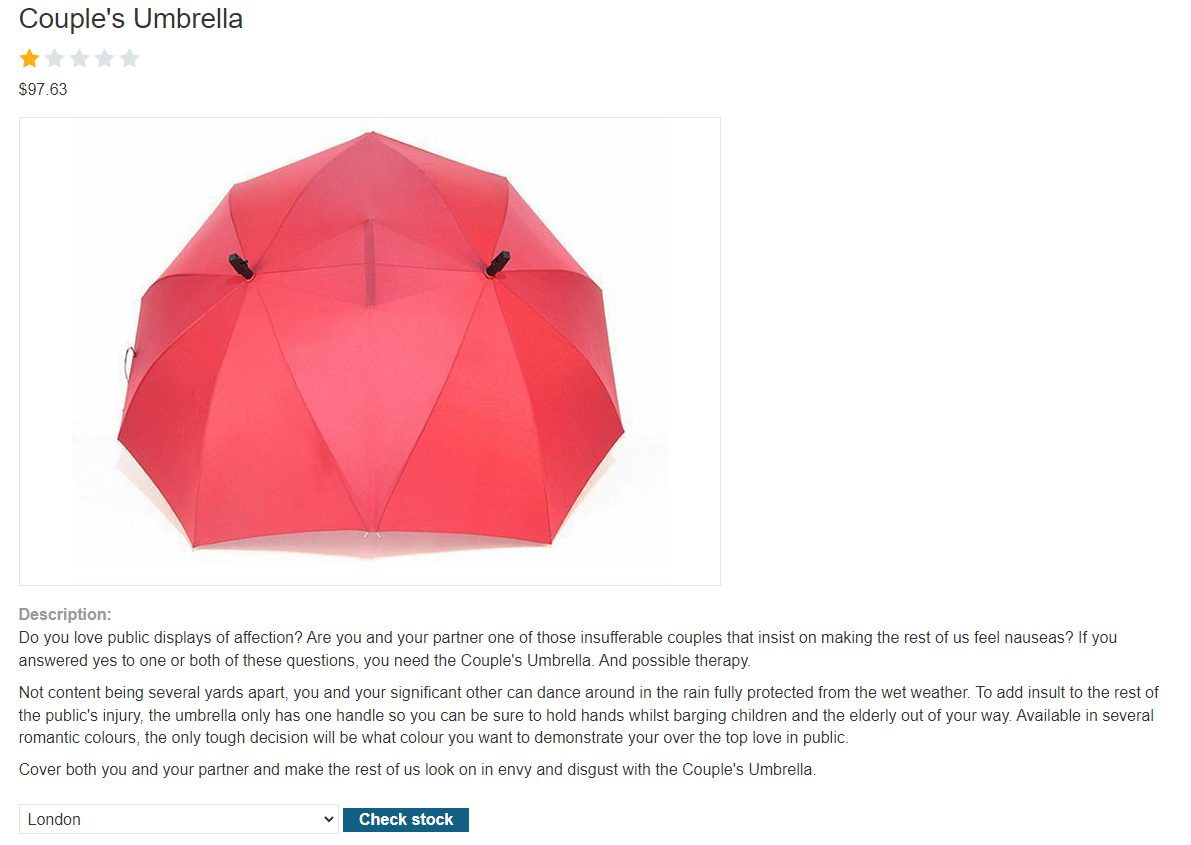 Couple's Umbrella
$97.63
Description:
Do you love public displays of affection? Are you and your partner one of those insufferable couples that insist on making the rest of us feel nauseas? If you
answered yes to one or both of these questions, you need the Couple's Umbrella. And possible therapy.
Not content being several yards apart, you and your significant other can dance around in the rain fully protected from the wet weather. To add insult to the rest of
the public's injury, the umbrella only has one handle so you can be sure to hold hands whilst barging children and the elderly out of your way. Available in several
romantic colours, the only tough decision will be what colour you want to demonstrate your over the top love in public.
Cover both you and your partner and make the rest of us look on in envy and disgust with the Couple's Umbrella.
London Check stock